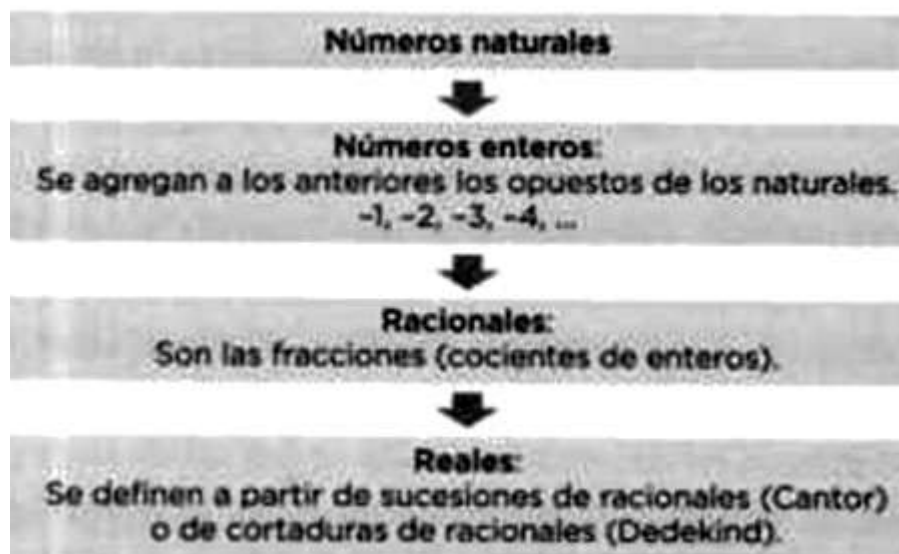 Números naturales
Números enteros:
Se agregan a los anteriores los opuestos de los naturales.
-1, -2, -3, -4, ...
Racionales:
Son las fracciones (cocientes de enteros).
Reales:
Se definen a partir de sucesiones de racionales (Cantor)
o de cortaduras de racionales (Dedekind).